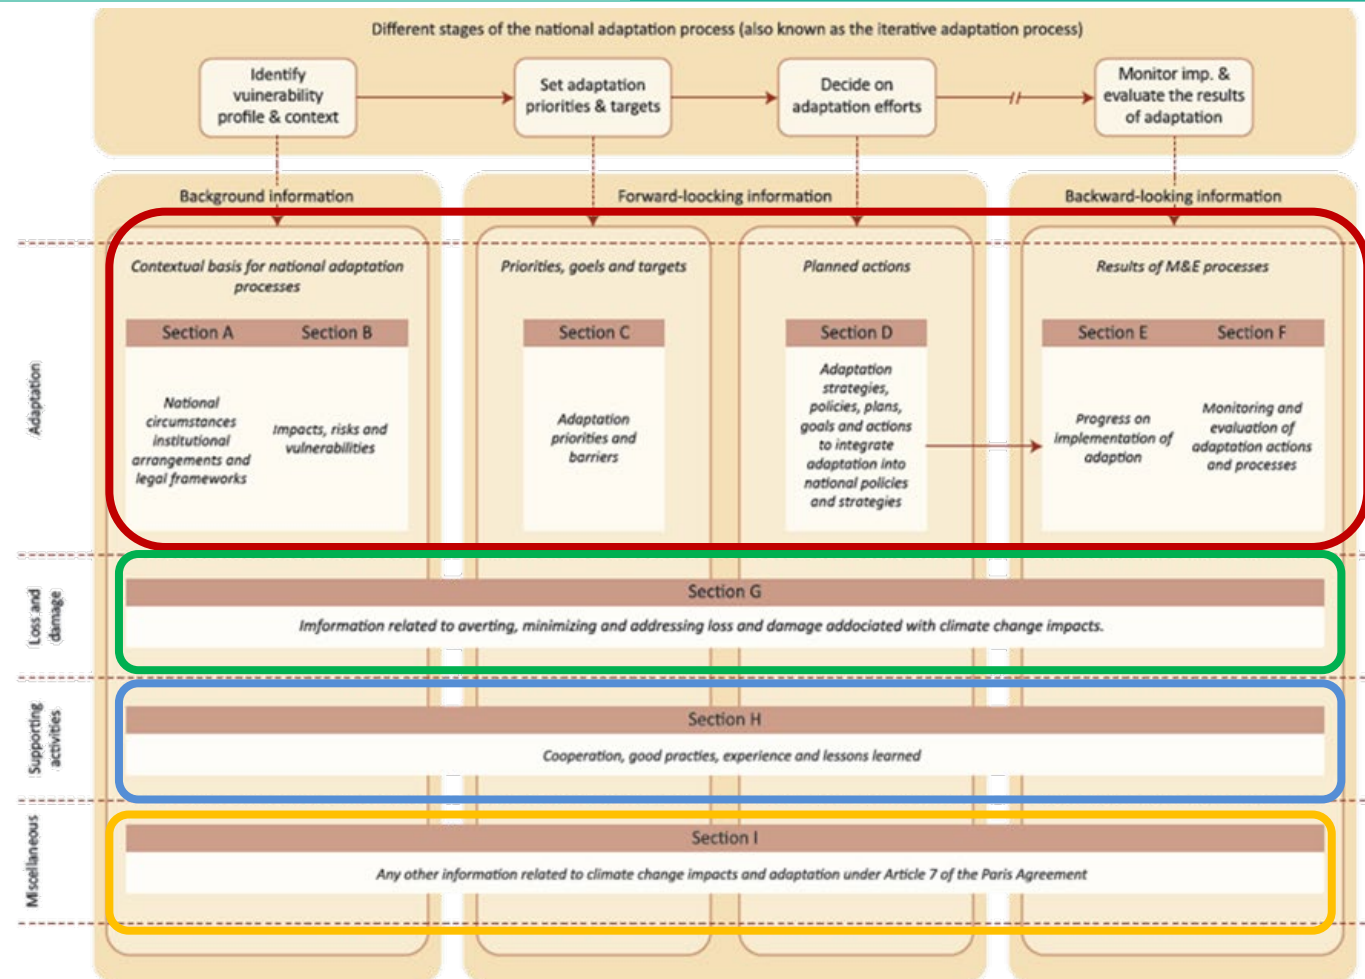 Different stages of the national adaptation process (also known as the iterative adaptation process)
Identify
vuinerability
profile & context
Set adaptation
priorities & targets
Decide on
adaptation efforts
//
Monitor imp. &
evaluate the results
of adaptation
Background information
Forward-loocking information
Backward-looking information
Adaptation
Contextual basis for national adaptation
processes
Priorities, goels and targets
Planned actions
Results of M&E processes
Section A
Section B
Section C
Section D
Section E
Section F
National
circumstances
institutional
arrangements and
legal frameworks
Impacts, risks and
vulnerabilities
Adaptation
priorities and
barriers
Adaptation
strategies,
policies, plans,
goals and actions
to integrate
adaptation into
national policies
and strategies
Progress on
implementation of
adaption
Monitoring and
evaluation of
adaptation actions
and processes
Loss and
damage
Section G
Imformation related to averting, minimizing and addressing loss and damage addociated with climate change impacts.
Supporting
activities
Section H
Cooperation, good practies, experience and lessons learned
Miscellaneous
Section I
Any other information related to climate change impacts and adaptation under Article 7 of the Paris Agreement